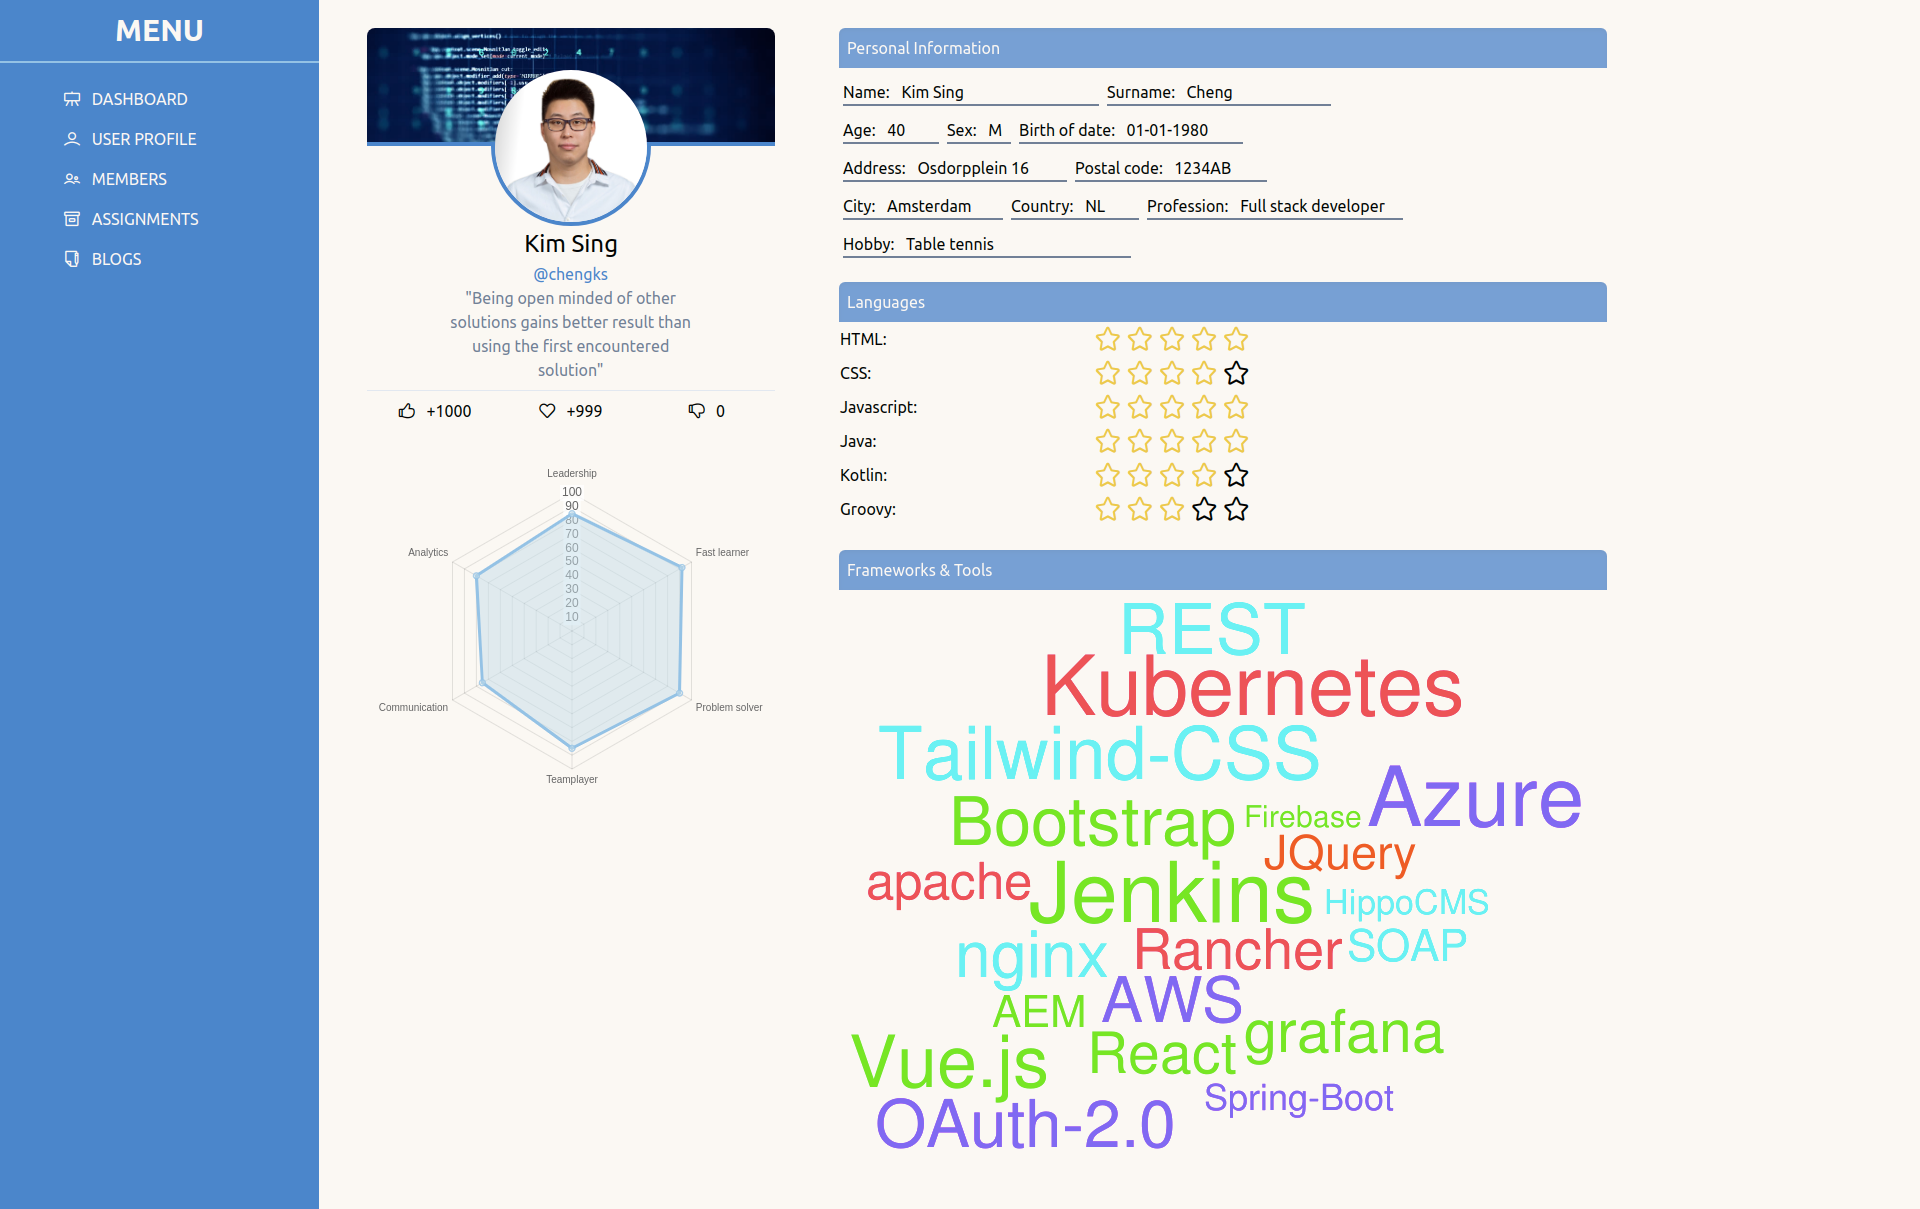 MENU
DASHBOARD
USER PROFILE
MEMBERS
ASSIGNMENTS
BLOGS
Kim Sing
@chengks
"Being open minded of other
solutions gains better result than
using the first encountered
solution"
+1000 +999 0
Leadership
100
90
80
70
60
50
40
30
20
10
Analytics
Fast learner
Communication
Problem solver
Teamplayer
Personal Information
Name: Kim Sing Surname: Cheng
Age: 40 Sex: M Birth of date: 01-01-1980
Address: Osdorpplein 16 Postal code: 1234AB
City: Amsterdam Country: NL Profession: Full stack developer
Hobby: Table tennis
Languages
HTML:
CSS:
Javascript:
Java:
Kotlin:
Groovy:
Frameworks & Tools
REST
Kubernetes
Tailwind-CSS
Azure
Bootstrap
Firebase
JQuery
apache
Jenkins
HippoCMS
nginx
Rancher
SOAP
AEM
AWS
grafana
Vue.js
React
Spring-Boot
OAuth-2.0